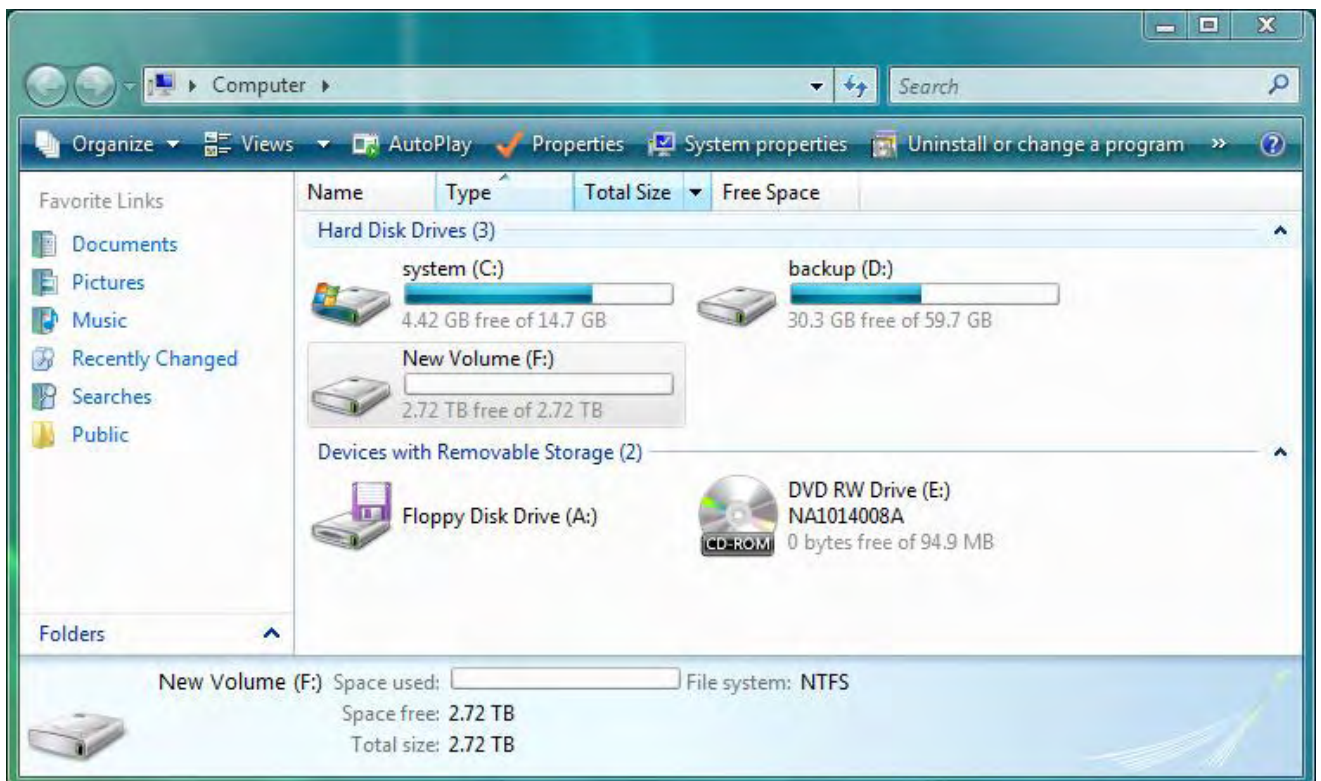 Computer
Search
Organize Views AutoPlay Properties System properties Uninstall or change a program »
Favorite Links
Documents
Pictures
Music
Recently Changed
Searches
Public
Folders
Name Type Total Size Free Space
Hard Disk Drives (3)
system (C:)
4.42 GB free of 14.7 GB
backup (D:)
30.3 GB free of 59.7 GB
New Volume (F:)
2.72 TB free of 2.72 TB
Devices with Removable Storage (2)
Floppy Disk Drive (A:)
DVD RW Drive (E:)
NA1014008A
CD-ROM
0 bytes free of 94.9 MB
New Volume (F:) Space used: File system: NTFS
Space free: 2.72 TB
Total size: 2.72 TB